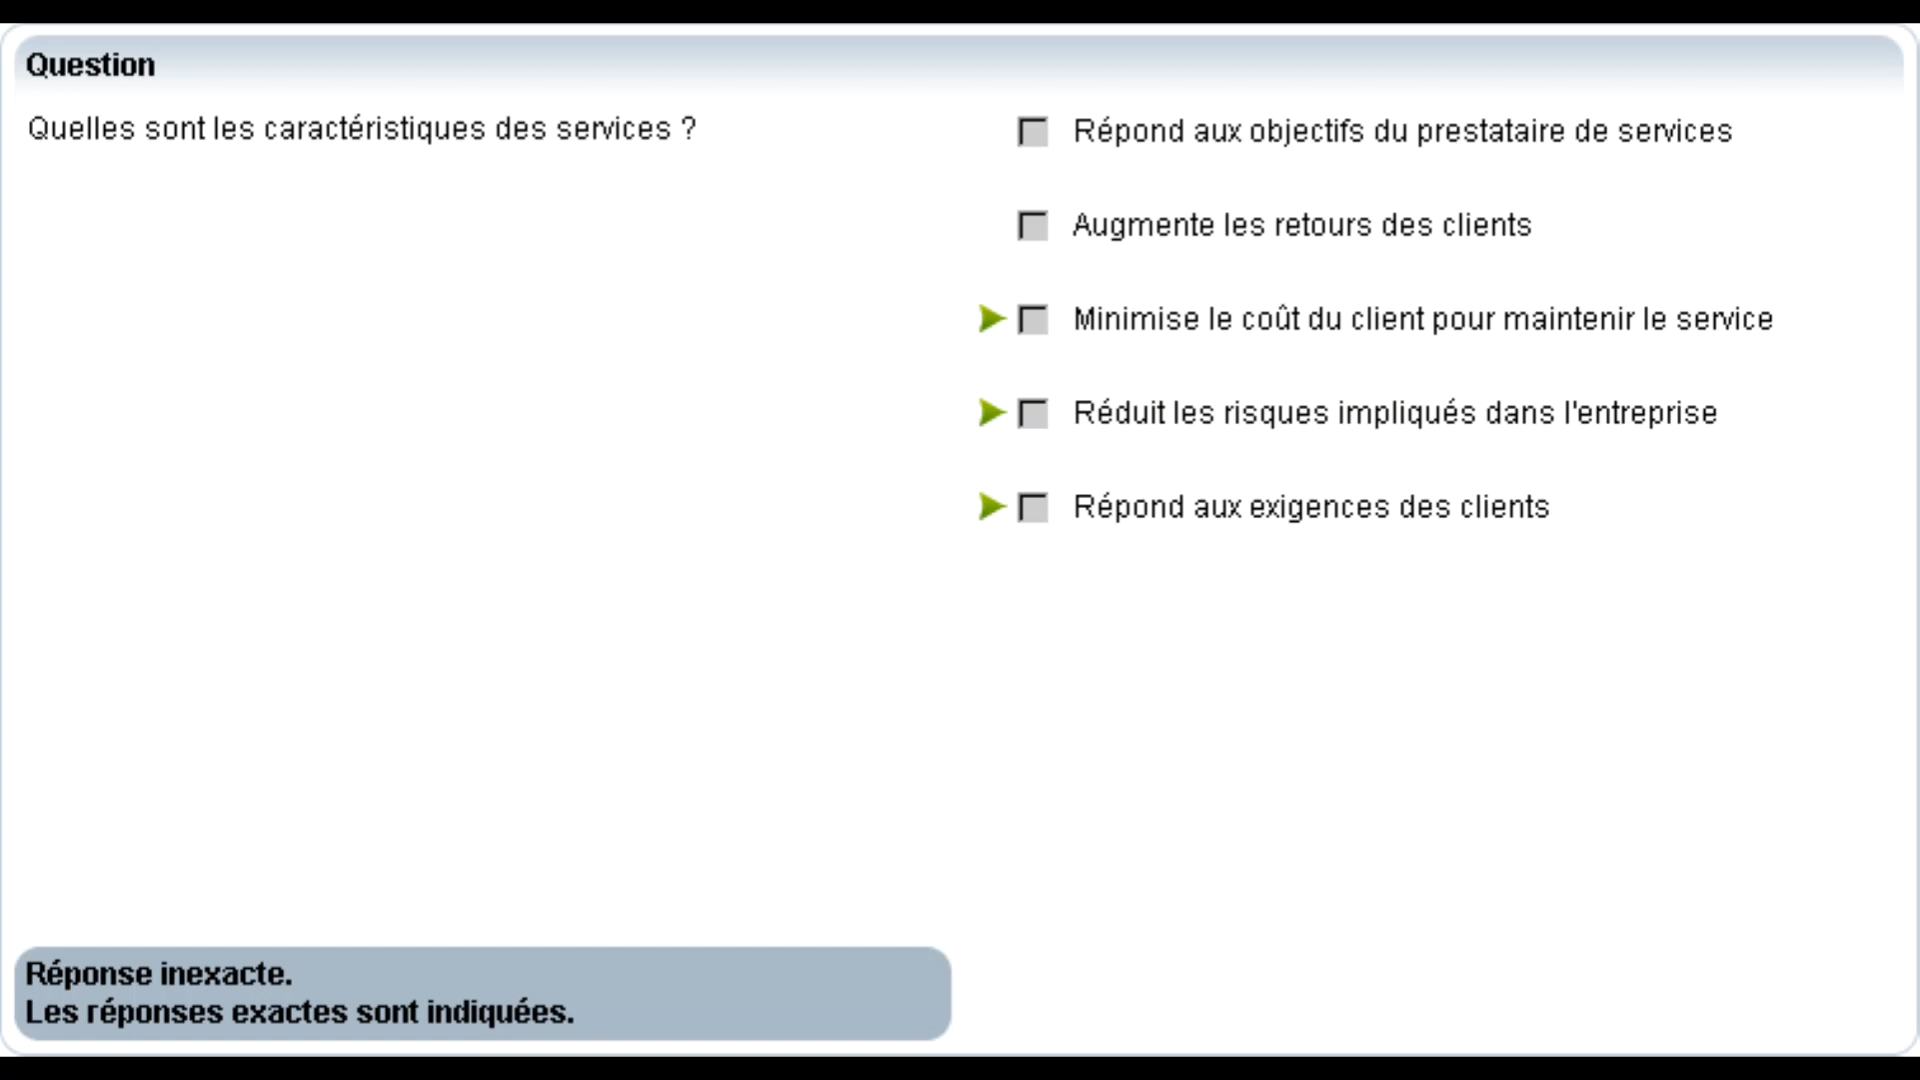 Question
Quelles sont les caractéristiques des services ?
Répond aux objectifs du prestataire de services
Augmente les retours des clients
Minimise le coût du client pour maintenir le service
Réduit les risques impliqués dans l'entreprise
Répond aux exigences des clients
Réponse inexacte.
Les réponses exactes sont indiquées.